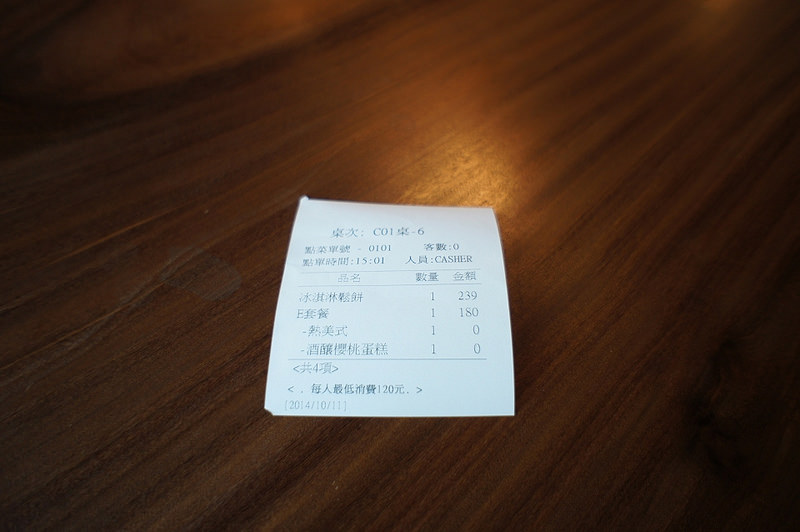 桌次: C01桌-6
點菜單號 - 0101 客數:0
點單時間:15:01 人員:CASHER
品名 數量 金額
冰淇淋鬆餅 1 239
E套餐 1 180
-熱美式 1 0
-酒釀櫻桃蛋糕 1 0
<共4項>
< . 每人最低消費120元. >
[2014/10/11]